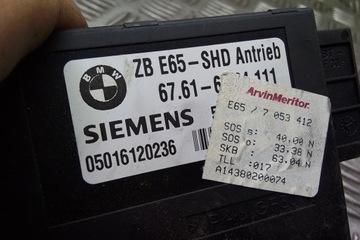 BMW
ZB E65-SHD Antrieb
67.61-6 111
SIEMENS
05016120236
ArvinMeritor
E65 / 7 053 412
SOS s: 40.00 N
SOS o: 33.38 N
SKB : 63.04 N
TLL :017
A14380200074